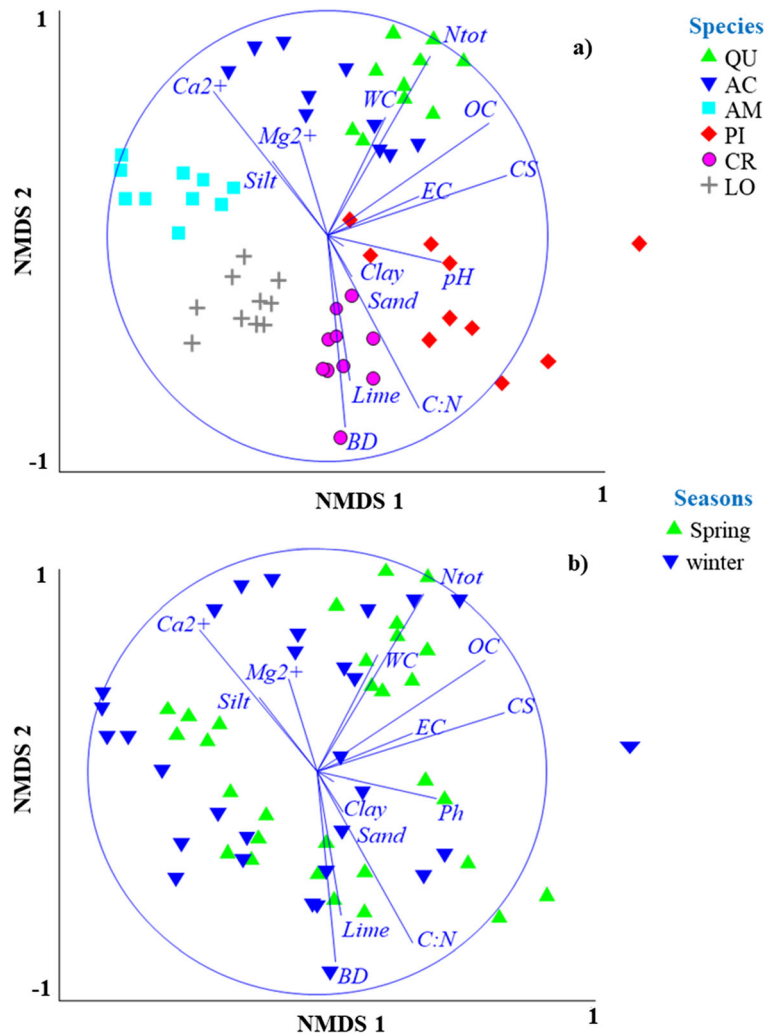 1
a)
Species
QU
AC
AM
PI
CR
LO
Ntot
Ca2+
WC
OC
Mg2+
CS
Silt
EC
NMDS 2
Clay
pH
Sand
Lime
C:N
BD
-1
NMDS 1
1
Seasons
Spring
winter
b)
1
Ntot
Ca2+
WC
OC
Mg2+
Silt
CS
EC
NMDS 2
Clay
Ph
Sand
Lime
C:N
BD
-1
NMDS 1
1